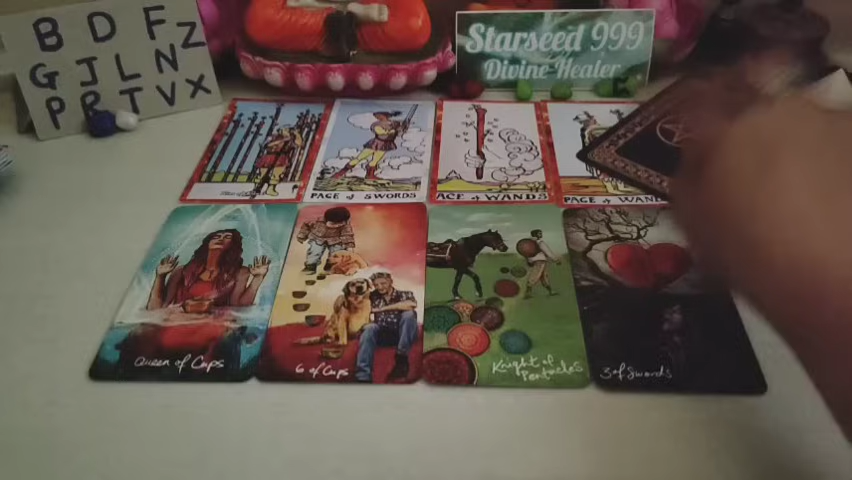 B D F Z
G J L N
P R T V X
Starseed 999
Divine Healer
PAGE of SWORDS
ACE of WANDS
PAGE of WAND
Queen of Cups
6 of Cups
Knight of
Pentacles
3 of Swords